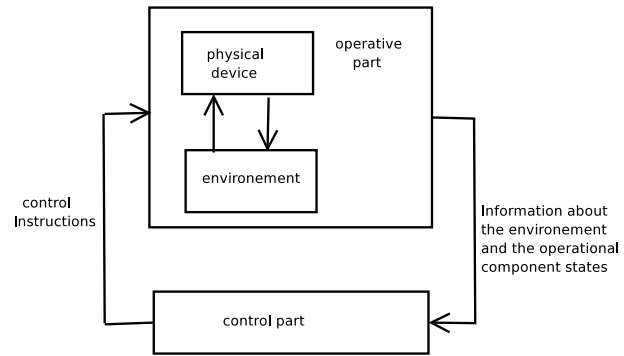 physical
device
operative
part
environement
control
Instructions
Information about
the environement
and the operational
component states
control part